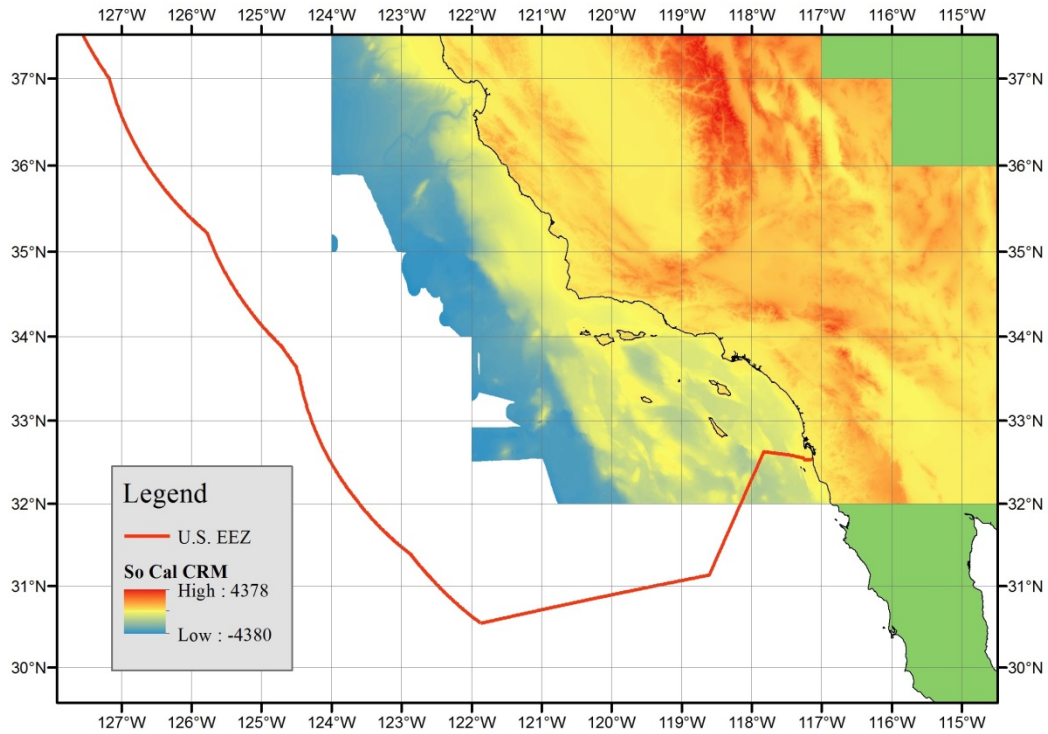 127°W 126°W 125°W 124°W 123°W 122°W 121°W 120°W 119°W 118°W 117°W 116°W 115°W
37°N 37°N
36°N 36°N
35°N 35°N
34°N 34°N
33°N 33°N
32°N 32°N
Legend
U.S. EEZ
So Cal CRM
High : 4378
Low : -4380
31°N 31°N
30°N 30°N
127°W 126°W 125°W 124°W 123°W 122°W 121°W 120°W 119°W 118°W 117°W 116°W 115°W